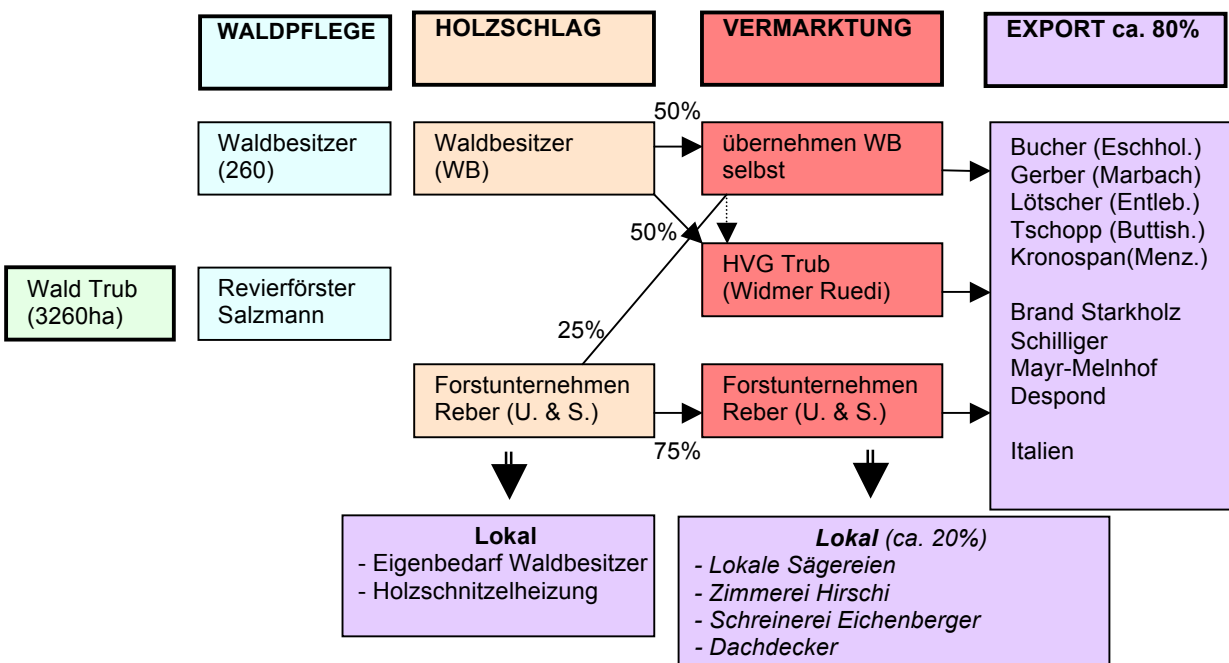 WALDPFLEGE
HOLZSCHLAG
VERMARKTUNG
EXPORT ca. 80%
50%
Waldbesitzer
(260)
Waldbesitzer
(WB)
übernehmen WB
selbst
Bucher (Eschhol.)
Gerber (Marbach)
Lötscher (Entleb.)
Tschopp (Buttish.)
Kronospan(Menz.)
Brand Starkholz
Schilliger
Mayr-Melnhof
Despond
Italien
50%
Wald Trub
(3260ha)
Revierförster
Salzmann
HVG Trub
(Widmer Ruedi)
25%
Forstunternehmen
Reber (U. & S.)
75%
Forstunternehmen
Reber (U. & S.)
Lokal
- Eigenbedarf Waldbesitzer
- Holzschnitzelheizung
Lokal (ca. 20%)
- Lokale Sägereien
- Zimmerei Hirschi
- Schreinerei Eichenberger
- Dachdecker